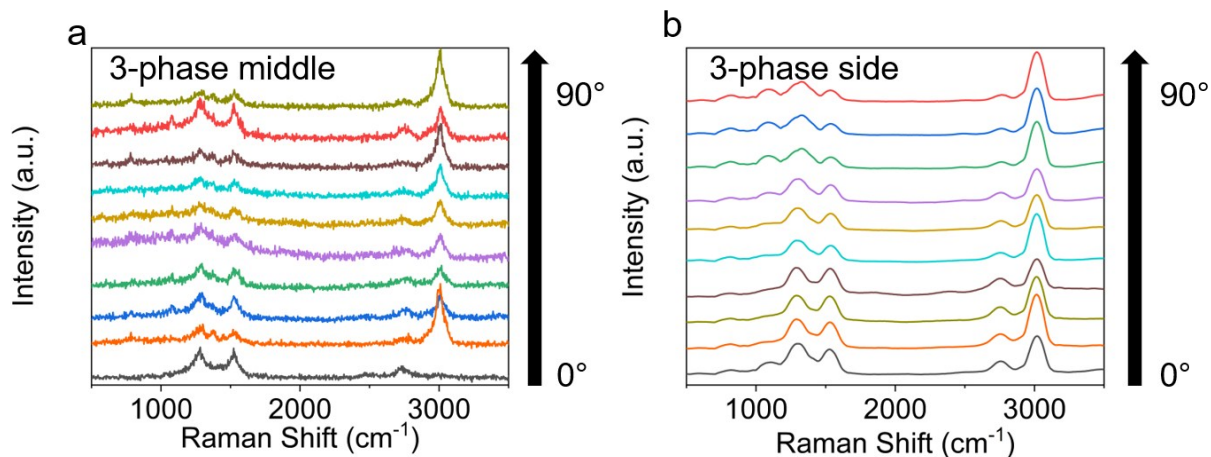 a
3-phase middle
90°
0°
Intensity (a.u.)
1000 2000 3000
Raman Shift (cm⁻¹)
b
3-phase side
90°
0°
Intensity (a.u.)
1000 2000 3000
Raman Shift (cm⁻¹)